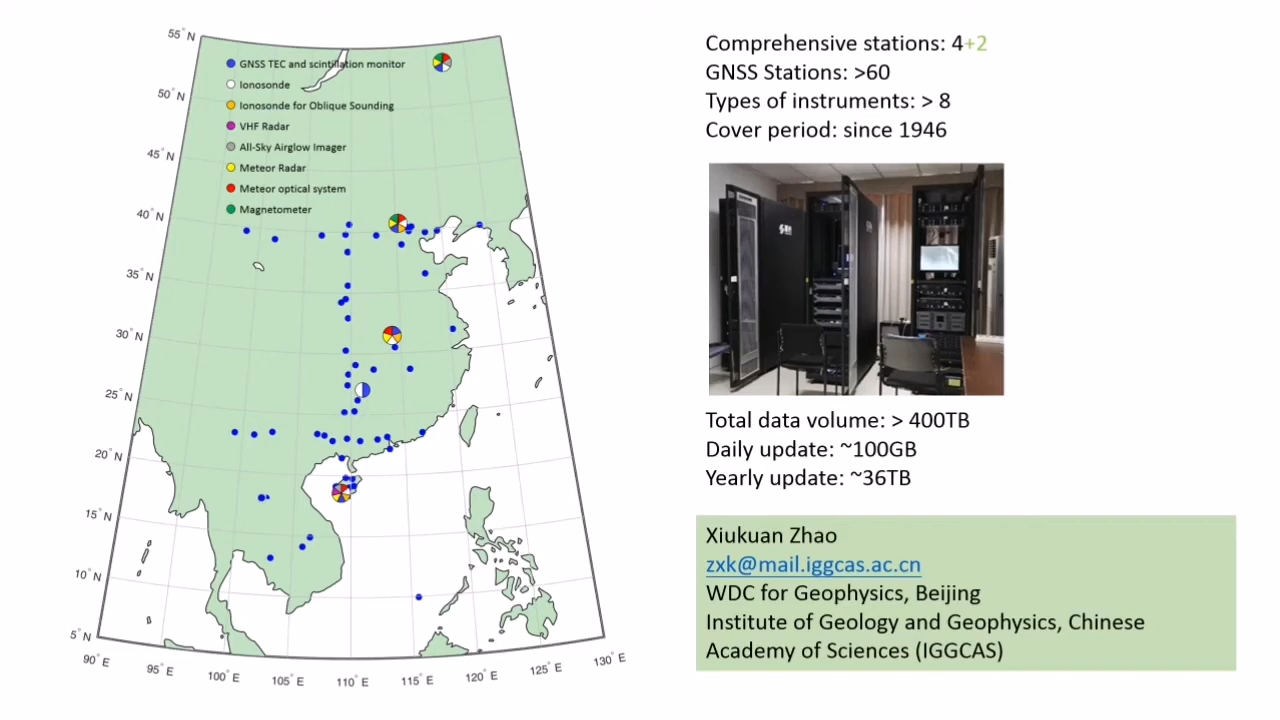 55° N
50° N
45° N
40° N
35° N
30° N
25° N
20° N
15° N
10° N
5° N
90° E
95° E
100° E
105° E
110° E
115° E
120° E
125° E
130° E
GNSS TEC and scintillation monitor
Ionosonde
Ionosonde for Oblique Sounding
VHF Radar
All-Sky Airglow Imager
Meteor Radar
Meteor optical system
Magnetometer
Comprehensive stations: 4+2
GNSS Stations: >60
Types of instruments: > 8
Cover period: since 1946
Total data volume: > 400TB
Daily update: ~100GB
Yearly update: ~36TB
Xiukuan Zhao
zxk@mail.iggcas.ac.cn
WDC for Geophysics, Beijing
Institute of Geology and Geophysics, Chinese
Academy of Sciences (IGGCAS)